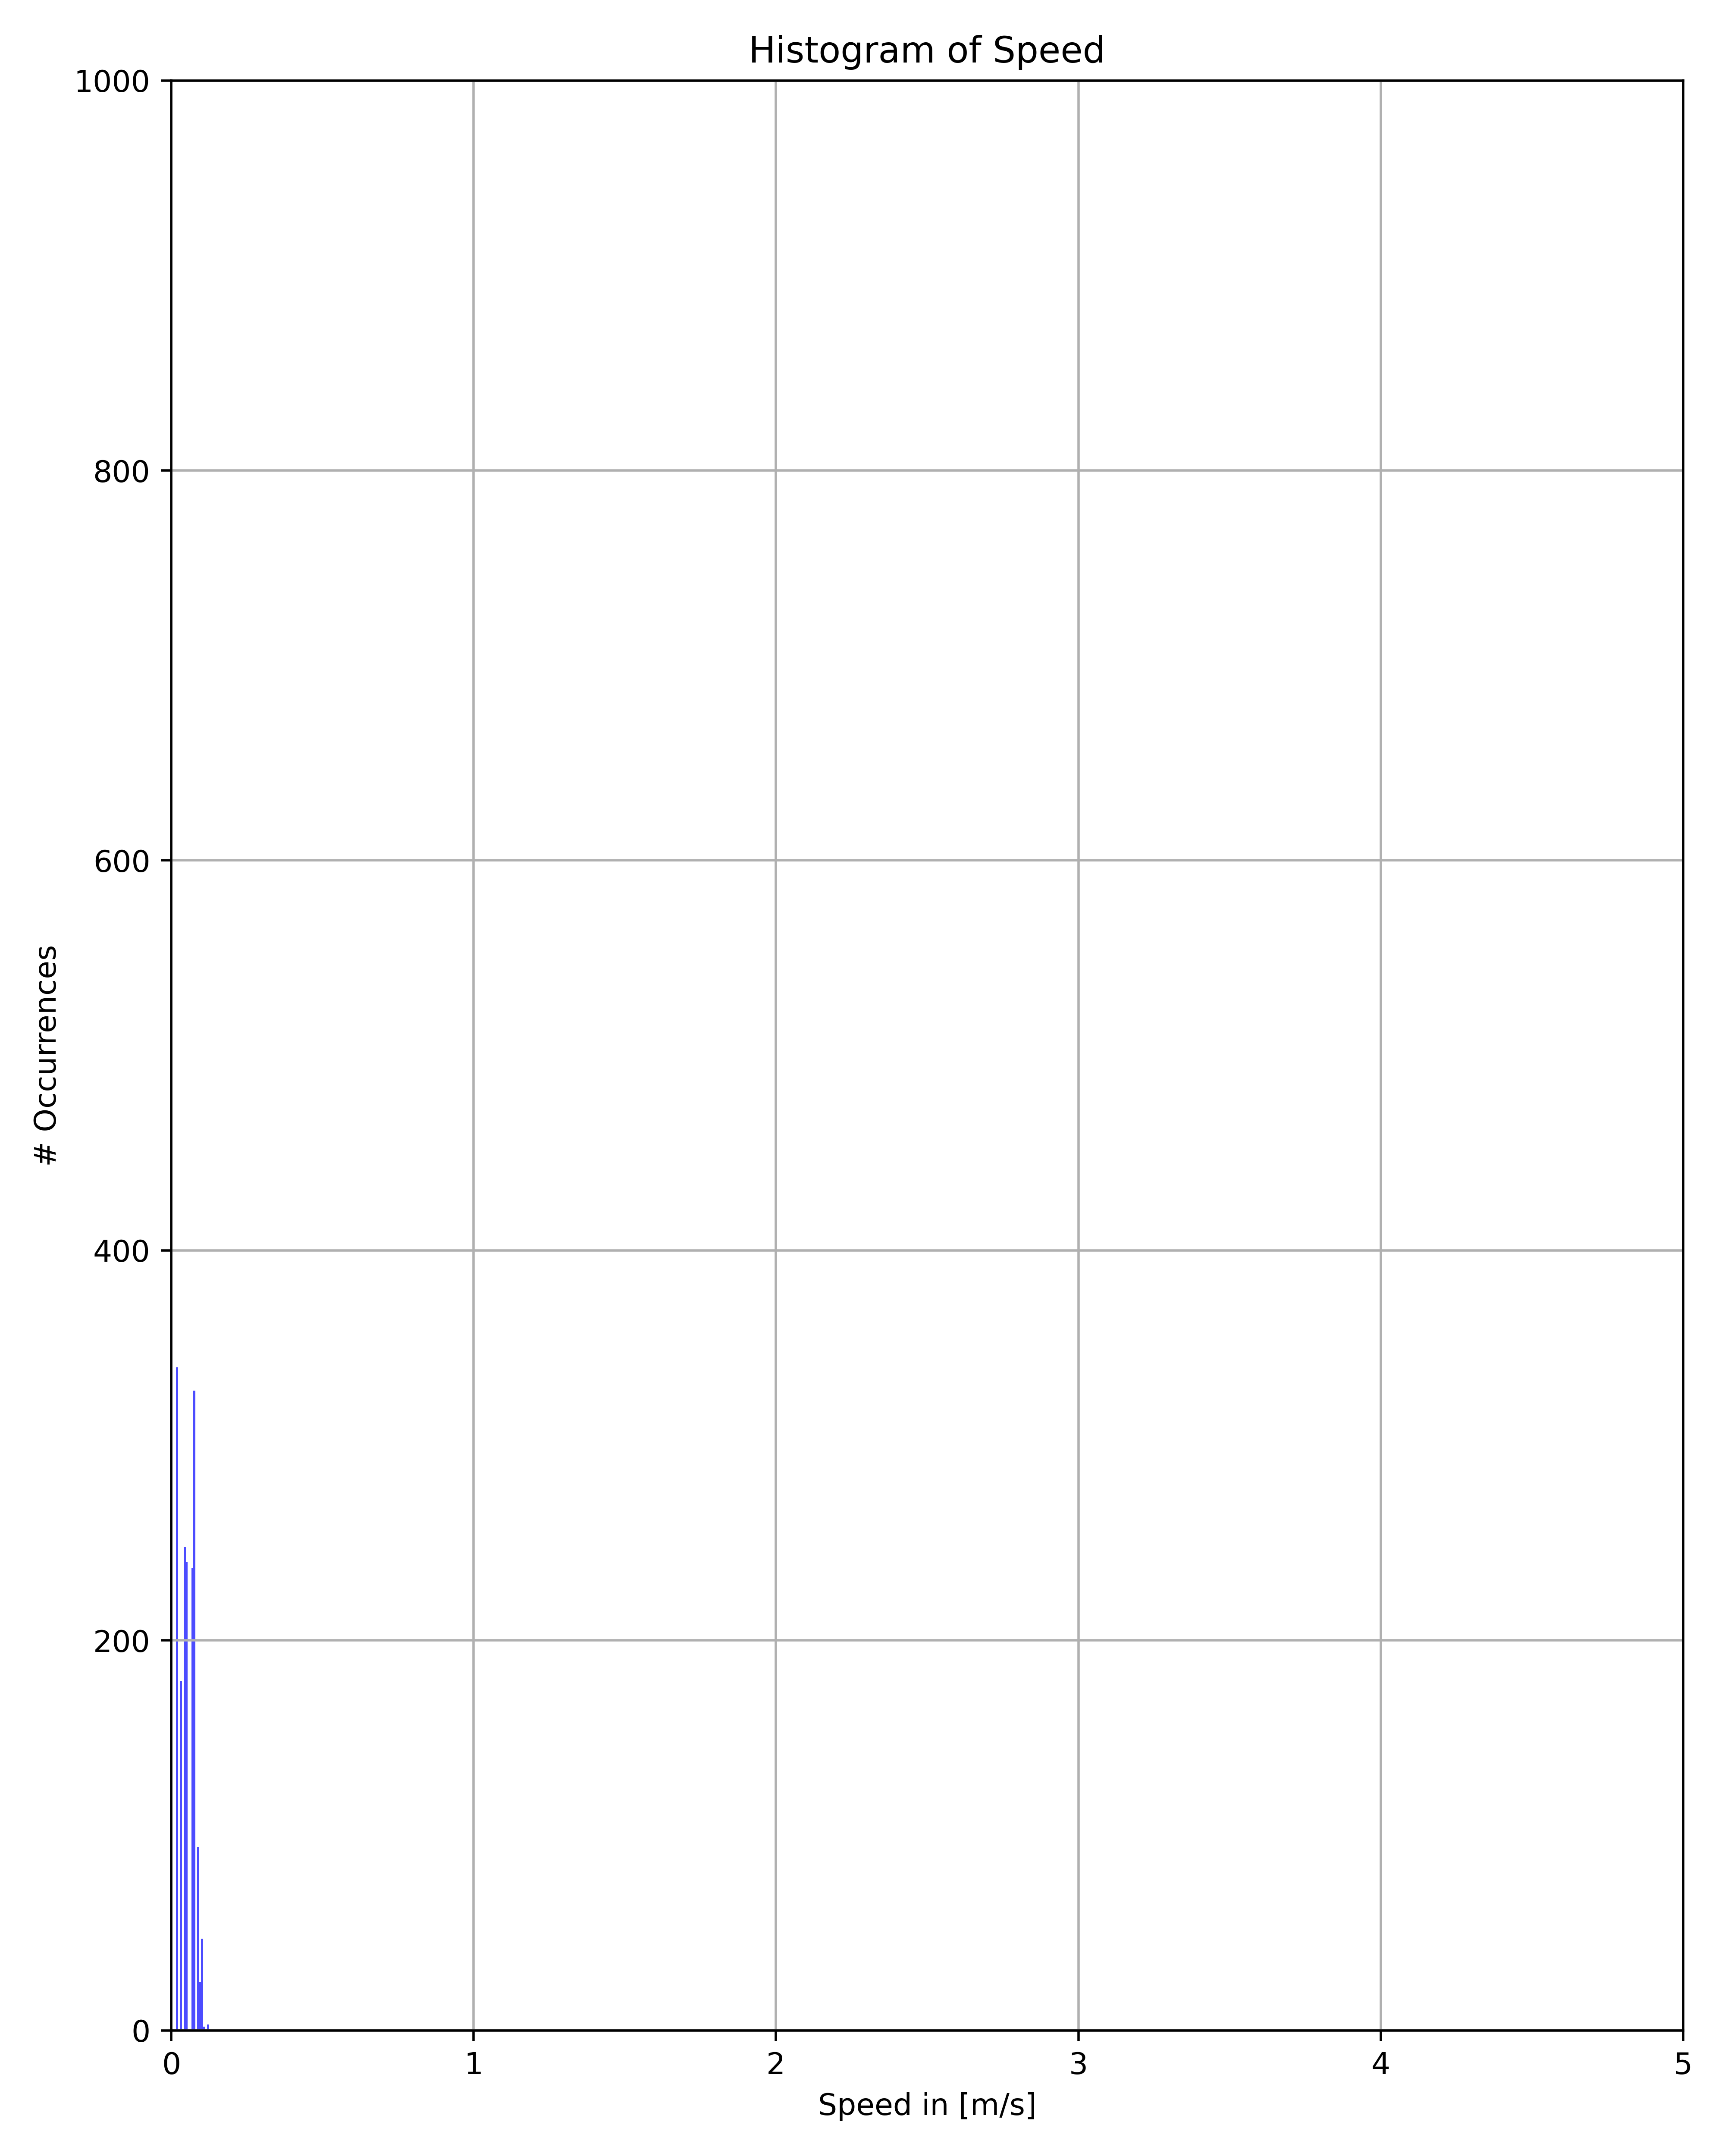 Histogram of Speed
1000
800
600
400
200
0
# Occurrences
0 1 2 3 4 5
Speed in [m/s]